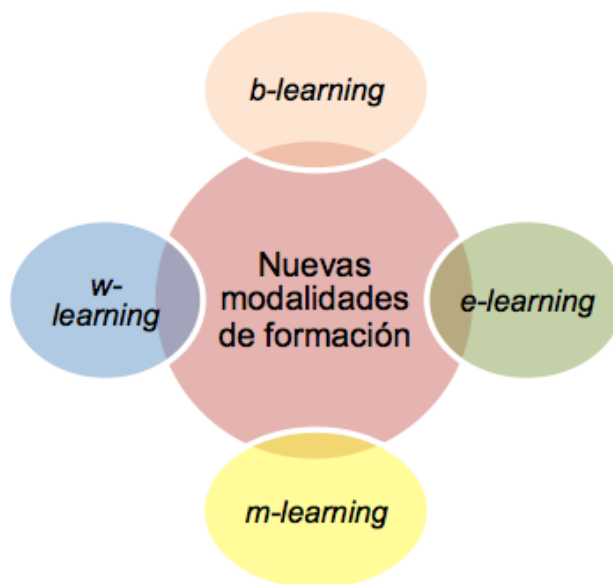 b-learning
Nuevas
modalidades
de formación
w-
learning
e-learning
m-learning